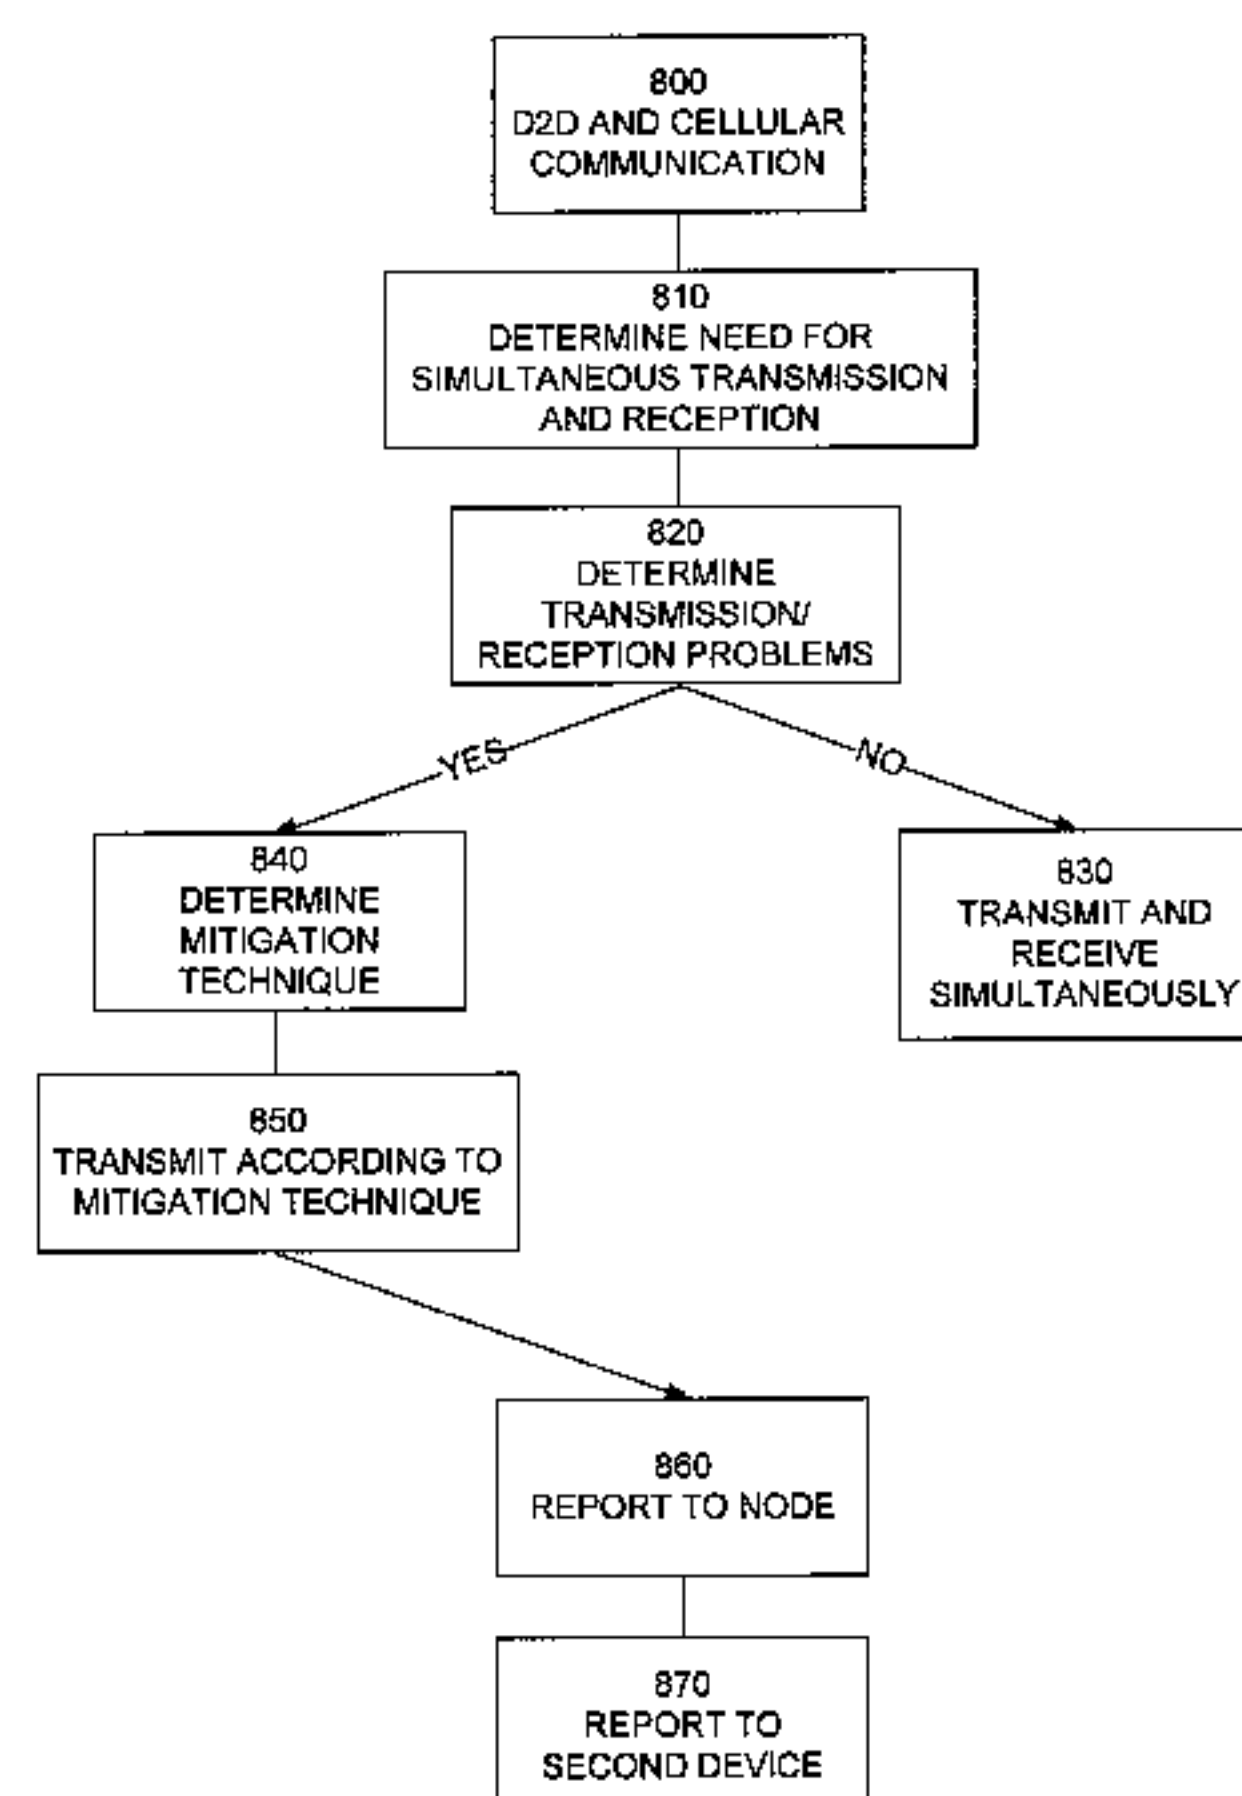 800
D2D AND CELLULAR
COMMUNICATION
810
DETERMINE NEED FOR
SIMULTANEOUS TRANSMISSION
AND RECEPTION
820
DETERMINE
TRANSMISSION/
RECEPTION PROBLEMS
YES
NO
840
DETERMINE
MITIGATION
TECHNIQUE
830
TRANSMIT AND
RECEIVE
SIMULTANEOUSLY
850
TRANSMIT ACCORDING TO
MITIGATION TECHNIQUE
860
REPORT TO NODE
870
REPORT TO
SECOND DEVICE